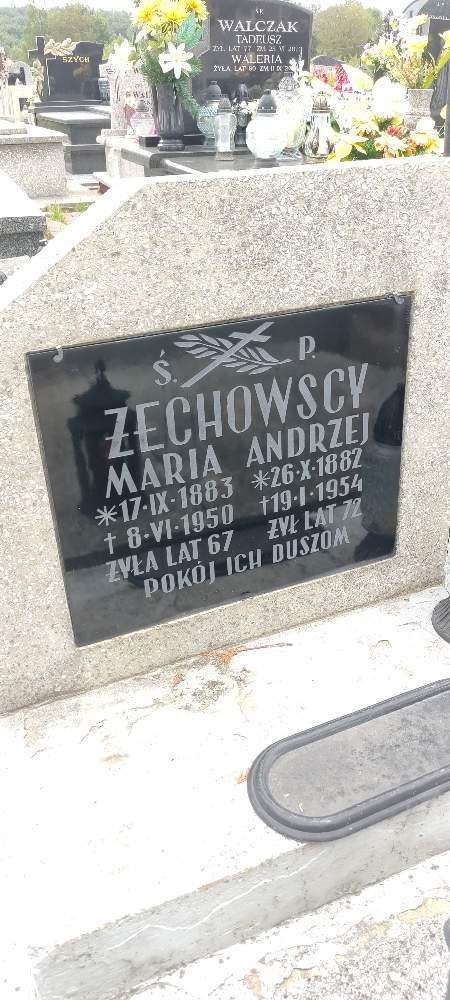 SZYCH
ŚP.
WALCZAK
TADEUSZ
WALERIA
Ś. P.
ZECHOWSCY
MARIA ANDRZEJ
*17·IX·1883 *26·X·1882
†8·VI·1950 †19·I·1954
ŻYŁA LAT 67 ŻYŁ LAT 72
POKÓJ ICH DUSZOM